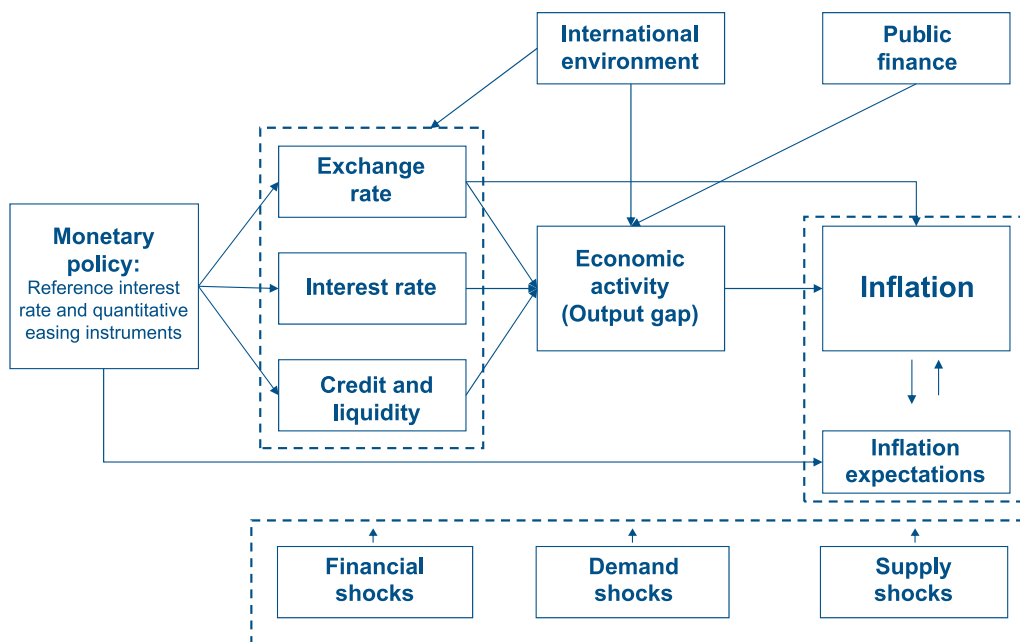 International
environment
Public
finance
Exchange
rate
Monetary
policy:
Reference interest
rate and quantitative
easing instruments
Interest rate
Economic
activity
(Output gap)
Inflation
Credit and
liquidity
Inflation
expectations
Financial
shocks
Demand
shocks
Supply
shocks